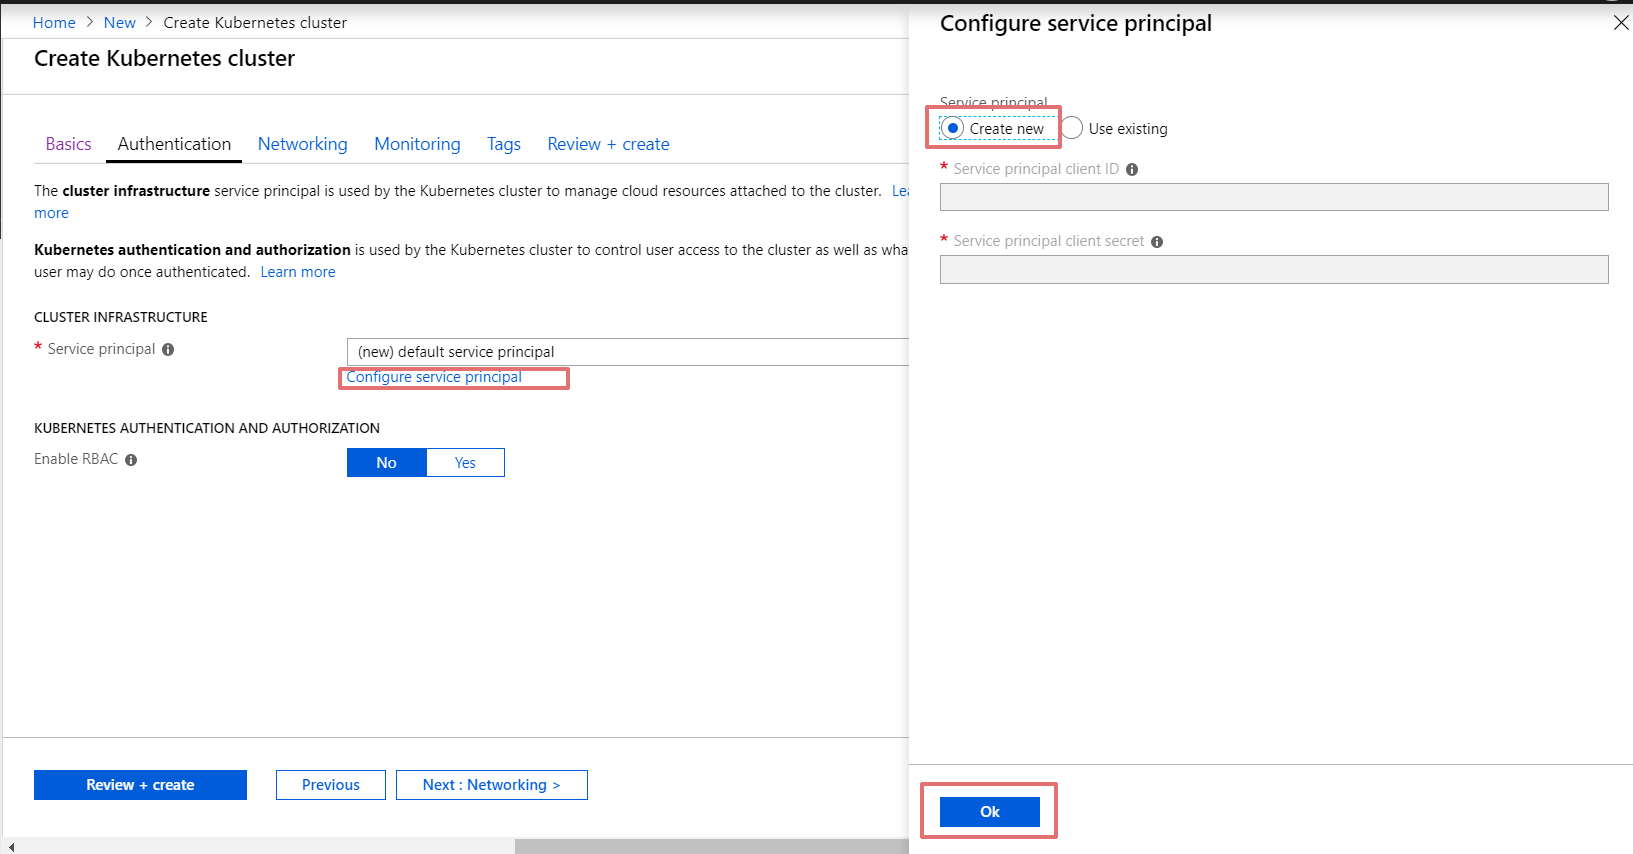 Home > New > Create Kubernetes cluster
Create Kubernetes cluster
Basics Authentication Networking Monitoring Tags Review + create
The cluster infrastructure service principal is used by the Kubernetes cluster to manage cloud resources attached to the cluster. Lea
more
Kubernetes authentication and authorization is used by the Kubernetes cluster to control user access to the cluster as well as wha
user may do once authenticated. Learn more
CLUSTER INFRASTRUCTURE
* Service principal
(new) default service principal
Configure service principal
KUBERNETES AUTHENTICATION AND AUTHORIZATION
Enable RBAC
No Yes
Review + create Previous Next : Networking >
Configure service principal
Service principal
Create new Use existing
* Service principal client ID
* Service principal client secret
Ok